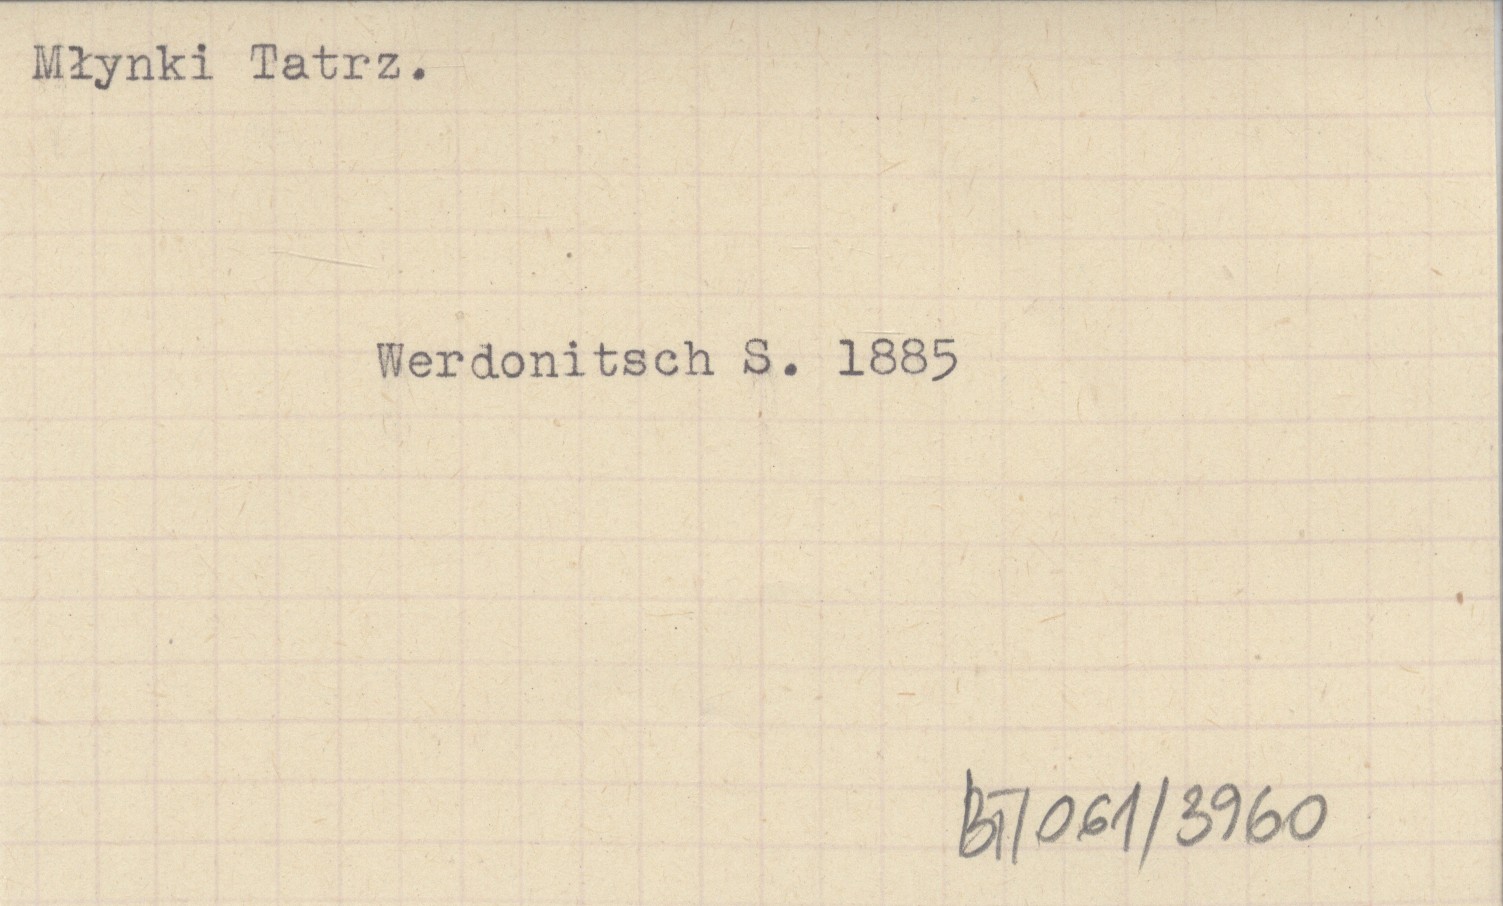 Młynki Tatrz.
Werdonitsch S. 1885
BT/061/3960